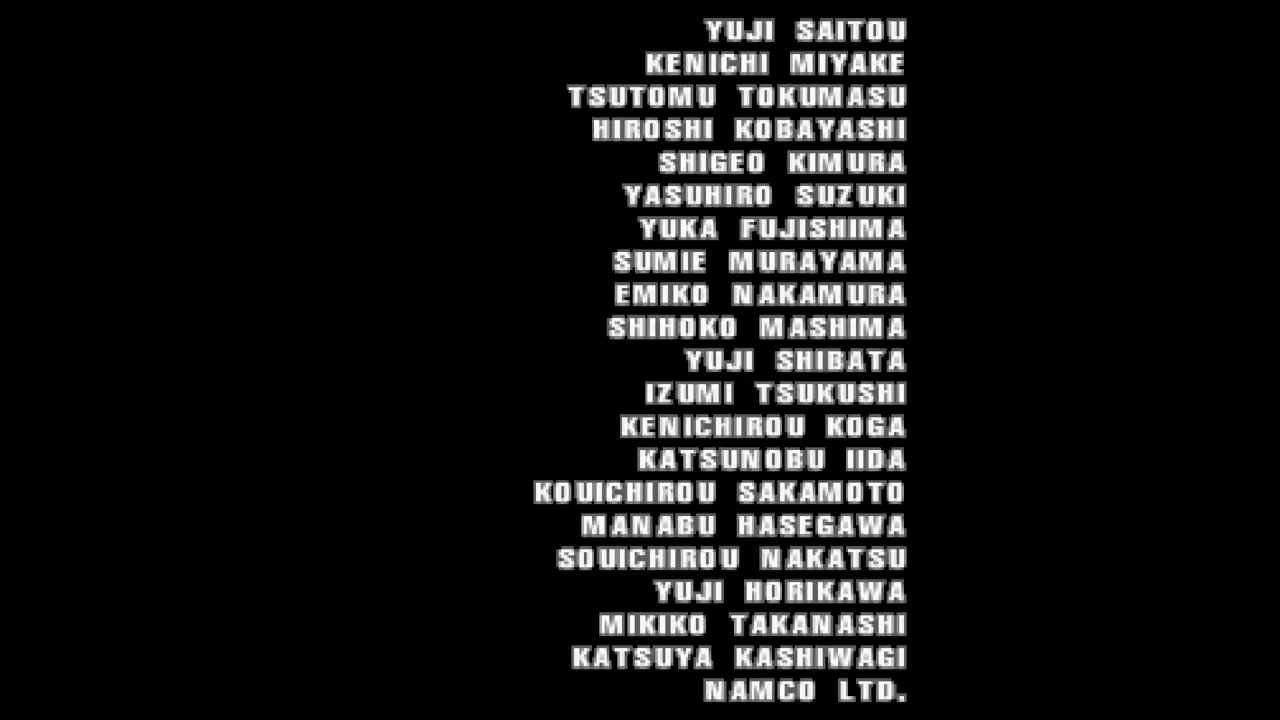 YUJI SAITOU
KENICHI MIYAKE
TSUTOMU TOKUMASU
HIROSHI KOBAYASHI
SHIGEO KIMURA
YASUHIRO SUZUKI
YUKA FUJISHIMA
SUMIE MURAYAMA
EMIKO NAKAMURA
SHIHOKO MASHIMA
YUJI SHIBATA
IZUMI TSUKUSHI
KENICHIROU KOGA
KATSUNOBU IIDA
KOUICHIROU SAKAMOTO
MANABU HASEGAWA
SOUICHIROU NAKATSU
YUJI HORIKAWA
MIKIKO TAKANASHI
KATSUYA KASHIWAGI
NAMCO LTD.